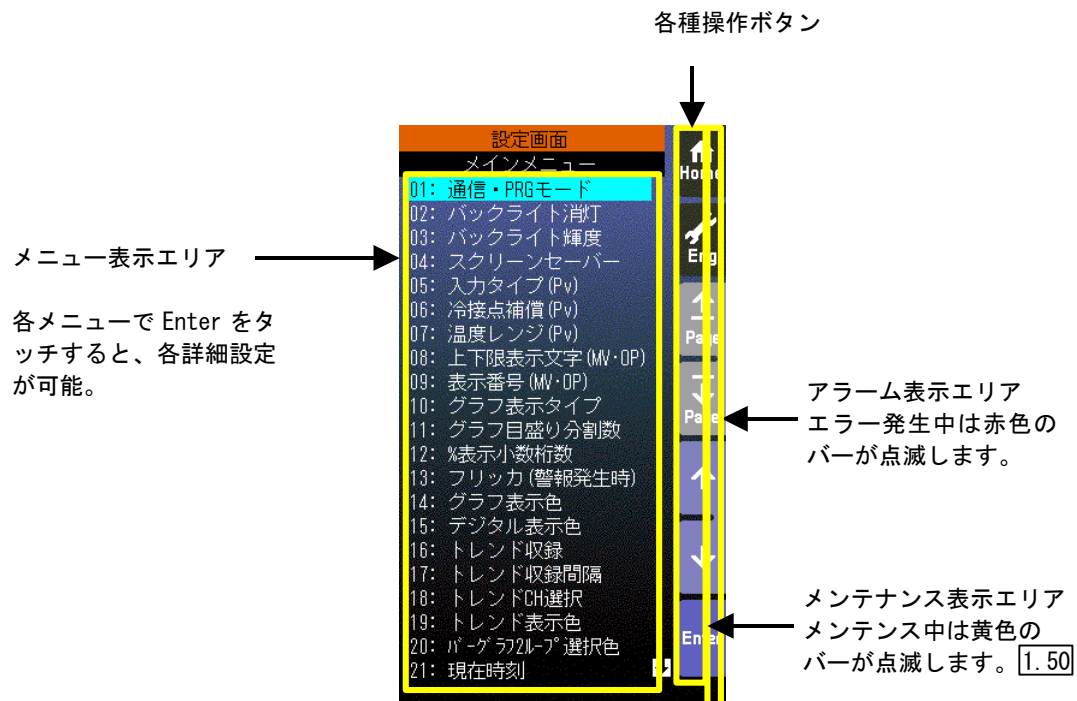 各種操作ボタン
設定画面
メインメニュー
01: 通信・PRGモード
02: バックライト消灯
03: バックライト輝度
04: スクリーンセーバー
05: 入力タイプ(Pv)
06: 冷接点補償(Pv)
07: 温度レンジ(Pv)
08: 上下限表示文字(MV・OP)
09: 表示番号(MV・OP)
10: グラフ表示タイプ
11: グラフ目盛り分割数
12: %表示小数桁数
13: フリッカ(警報発生時)
14: グラフ表示色
15: デジタル表示色
16: トレンド収録
17: トレンド収録間隔
18: トレンドCH選択
19: トレンド表示色
20: バーグラフ2ループ選択色
21: 現在時刻
Home
Eng
Page
Page
Enter
メニュー表示エリア
各メニューで Enter をタ
ッチすると、各詳細設定
が可能。
アラーム表示エリア
エラー発生中は赤色の
バーが点滅します。
メンテナンス表示エリア
メンテンス中は黄色の
バーが点滅します。1.50